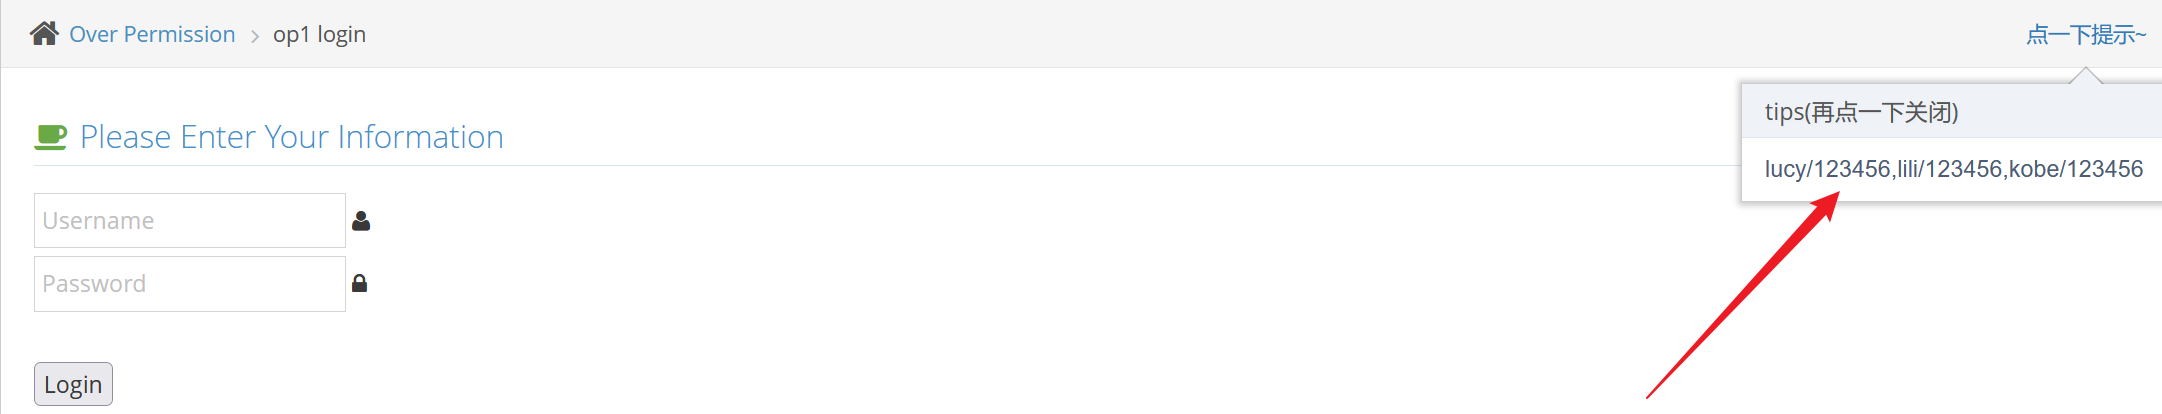 Over Permission > op1 login
点一下提示~
tips(再点一下关闭)
lucy/123456,lili/123456,kobe/123456
Please Enter Your Information
Username
Password
Login